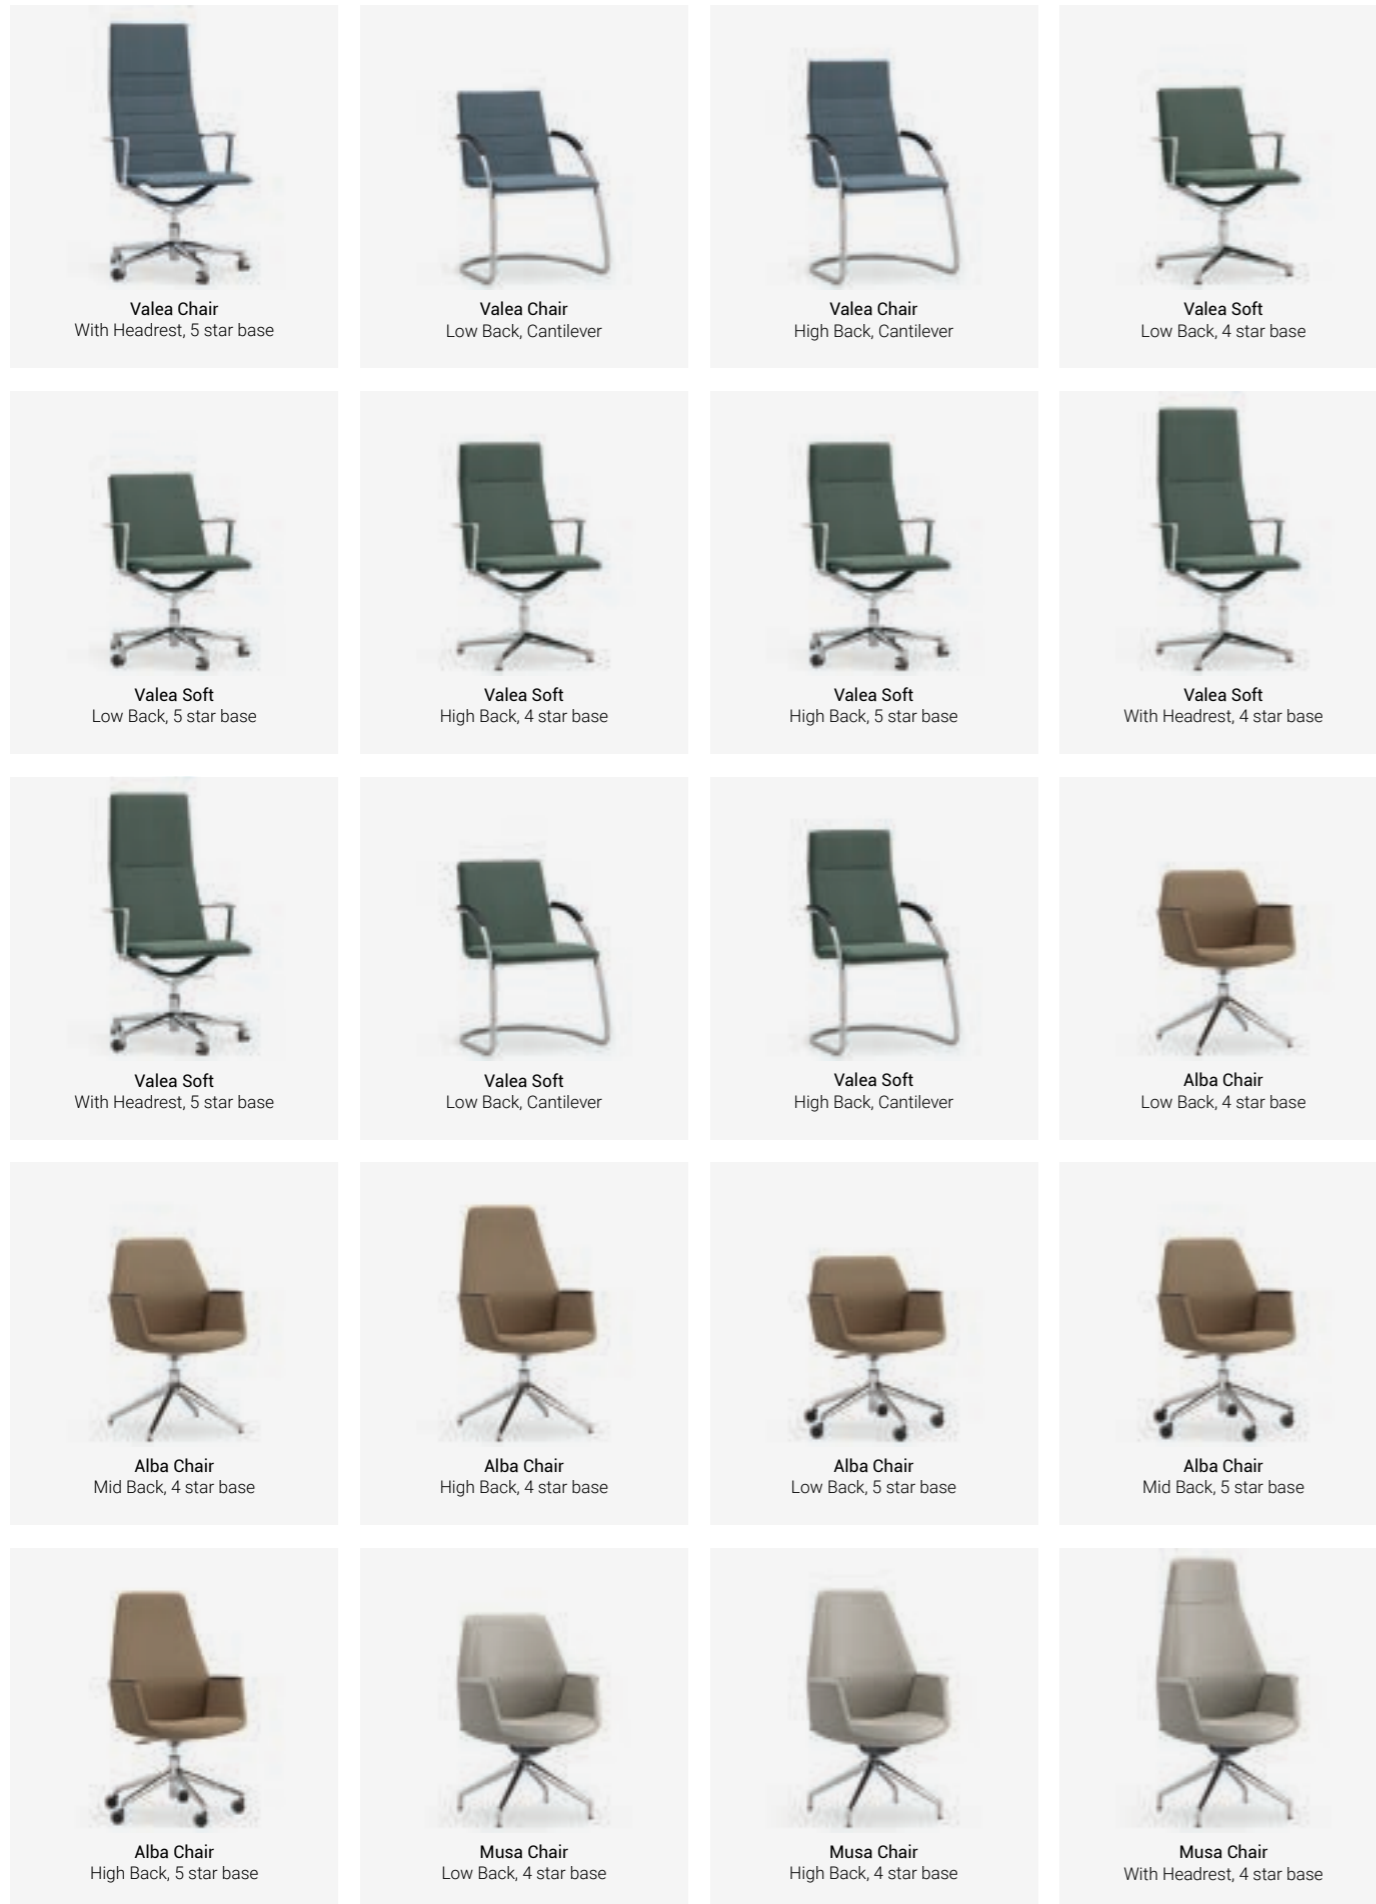 Valea Chair
With Headrest, 5 star base
Valea Chair
Low Back, Cantilever
Valea Chair
High Back, Cantilever
Valea Soft
Low Back, 4 star base
Valea Soft
Low Back, 5 star base
Valea Soft
High Back, 4 star base
Valea Soft
High Back, 5 star base
Valea Soft
With Headrest, 4 star base
Valea Soft
With Headrest, 5 star base
Valea Soft
Low Back, Cantilever
Valea Soft
High Back, Cantilever
Alba Chair
Low Back, 4 star base
Alba Chair
Mid Back, 4 star base
Alba Chair
High Back, 4 star base
Alba Chair
Low Back, 5 star base
Alba Chair
Mid Back, 5 star base
Alba Chair
High Back, 5 star base
Musa Chair
Low Back, 4 star base
Musa Chair
High Back, 4 star base
Musa Chair
With Headrest, 4 star base